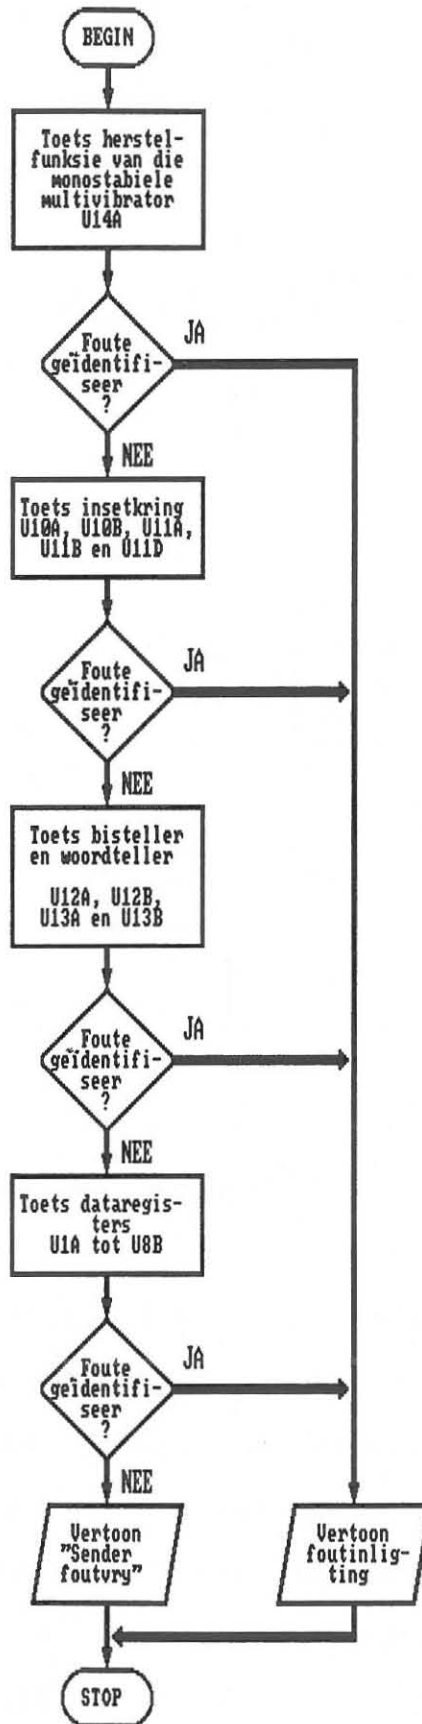 BEGIN
Toets herstel-
funksie van die
monostabiele
multivibrator
U14A
Foute
geïdentifi-
seer
?
JA
NEE
Toets insetkring
U10A, U10B, U11A,
U11B en U11D
Foute
geïdentifi-
seer
?
JA
NEE
Toets bisteller
en woordteller
U12A, U12B,
U13A en U13B
Foute
geïdentifi-
seer
?
JA
NEE
Toets dataregis-
ters
U1A tot U8B
Foute
geïdentifi-
seer
?
JA
NEE
Vertoon
"Sender
foutvry"
Vertoon
foutinlig-
ting
STOP